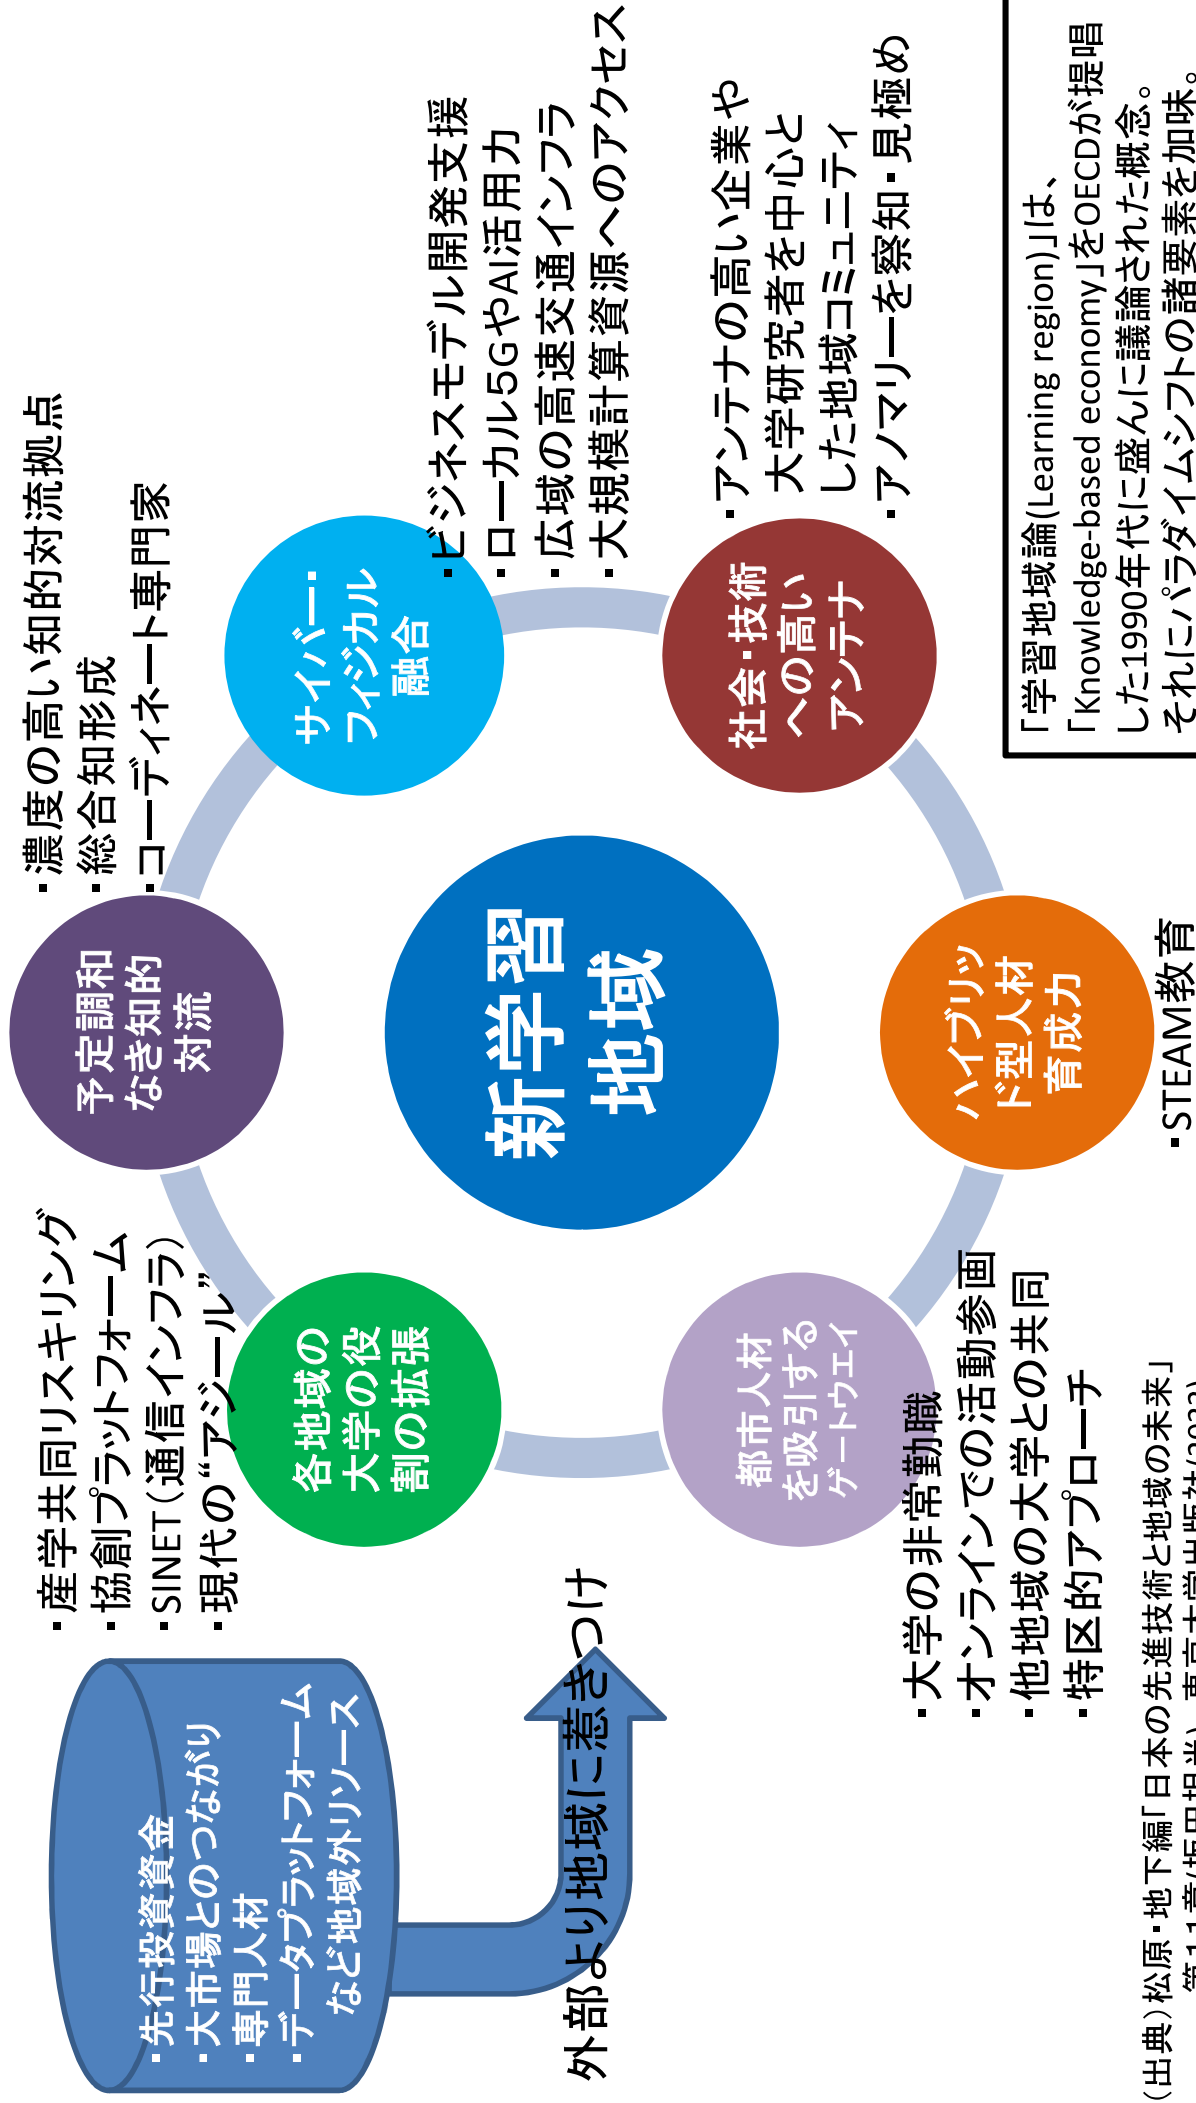 ・産学共同リスキリング
・協創プラットフォーム
・SINET（通信インフラ）
・現代の“アジール”
・濃度の高い知的対流拠点
・総合知形成
・コーディネート専門家
予定調和
なき知的
対流
・先行投資資金
・大市場とのつながり
・専門人材
・データプラットフォーム
など地域外リソース
各地域の
大学の役
割の拡張
サイバー・
フィジカル
融合
・ビジネスモデル開発支援
・ローカル5GやAI活用力
・広域の高速交通インフラ
・大規模計算資源へのアクセス
新学習
地域
外部より地域に惹きつけ
都市人材
を吸引する
ゲートウエイ
社会・技術
への高い
アンテナ
・アンテナの高い企業や
大学研究者を中心と
した地域コミュニティ
・アノマリーを察知・見極め
・大学の非常勤職
・オンラインでの活動参画
・他地域の大学との共同
・特区的アプローチ
ハイブリッ
ド型人材
育成力
・STEAM教育
「学習地域論(Learning region)」は、
「Knowledge-based economy」をOECDが提唱
した1990年代に盛んに議論された概念。
それにパラダイムシフトの諸要素を加味。
（出典）松原・地下編「日本の先進技術と地域の未来」